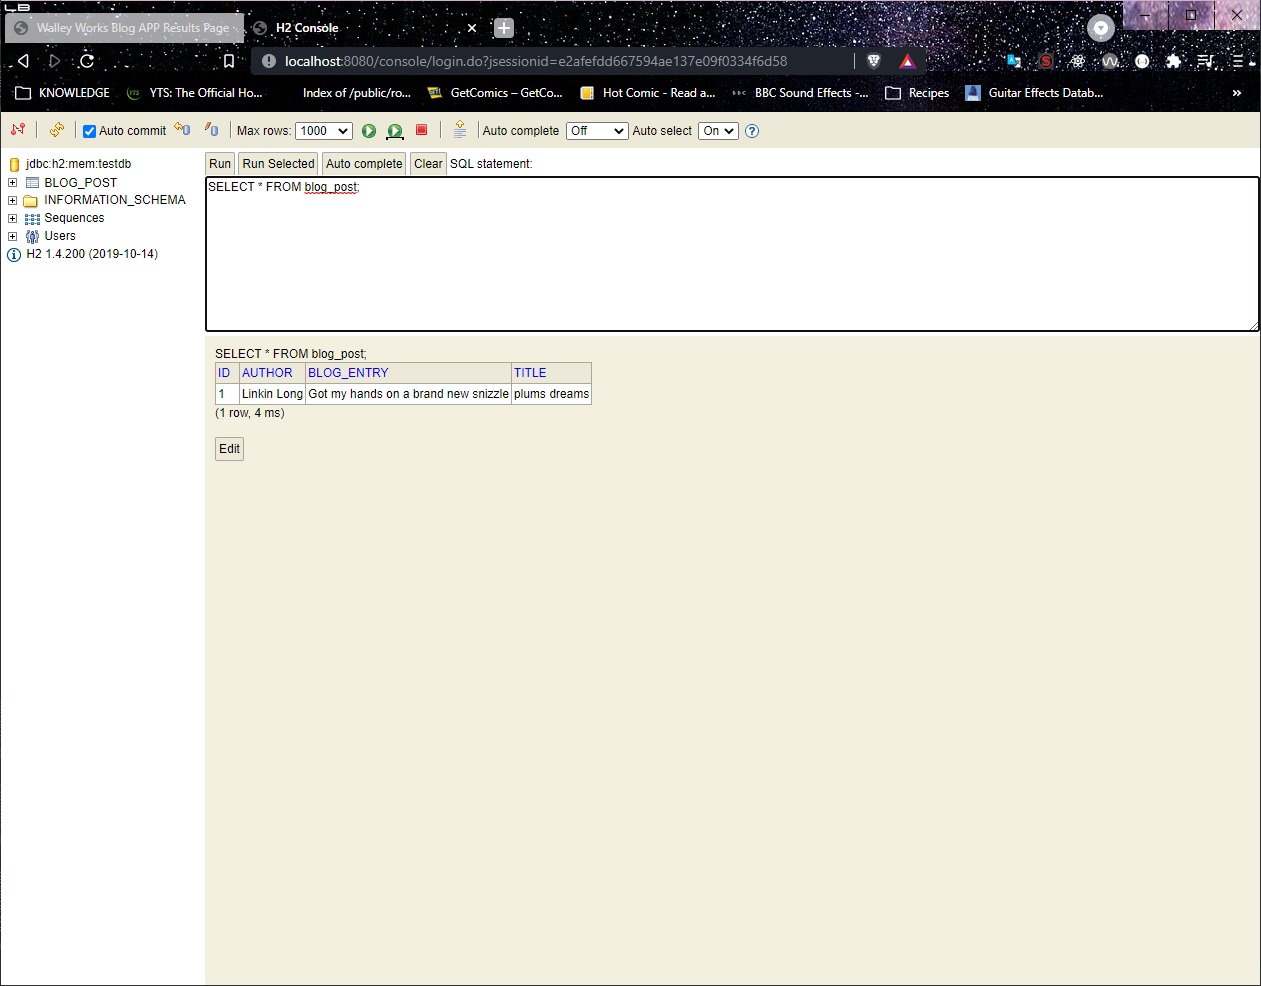 Walley Works Blog APP Results Page
H2 Console
localhost:8080/console/login.do?jsessionid=e2afefdd667594ae137e09f0334f6d58
KNOWLEDGE YTS: The Official Ho... Index of /public/ro... GetComics – GetCo... Hot Comic - Read a... BBC Sound Effects -... Recipes Guitar Effects Datab... »
Auto commit Max rows: 1000 Auto complete Off Auto select On ?
jdbc:h2:mem:testdb
BLOG_POST
INFORMATION_SCHEMA
Sequences
Users
H2 1.4.200 (2019-10-14)
Run Run Selected Auto complete Clear SQL statement:
SELECT * FROM blog_post;
SELECT * FROM blog_post;
ID AUTHOR BLOG_ENTRY TITLE
1 Linkin Long Got my hands on a brand new snizzle plums dreams
(1 row, 4 ms)
Edit